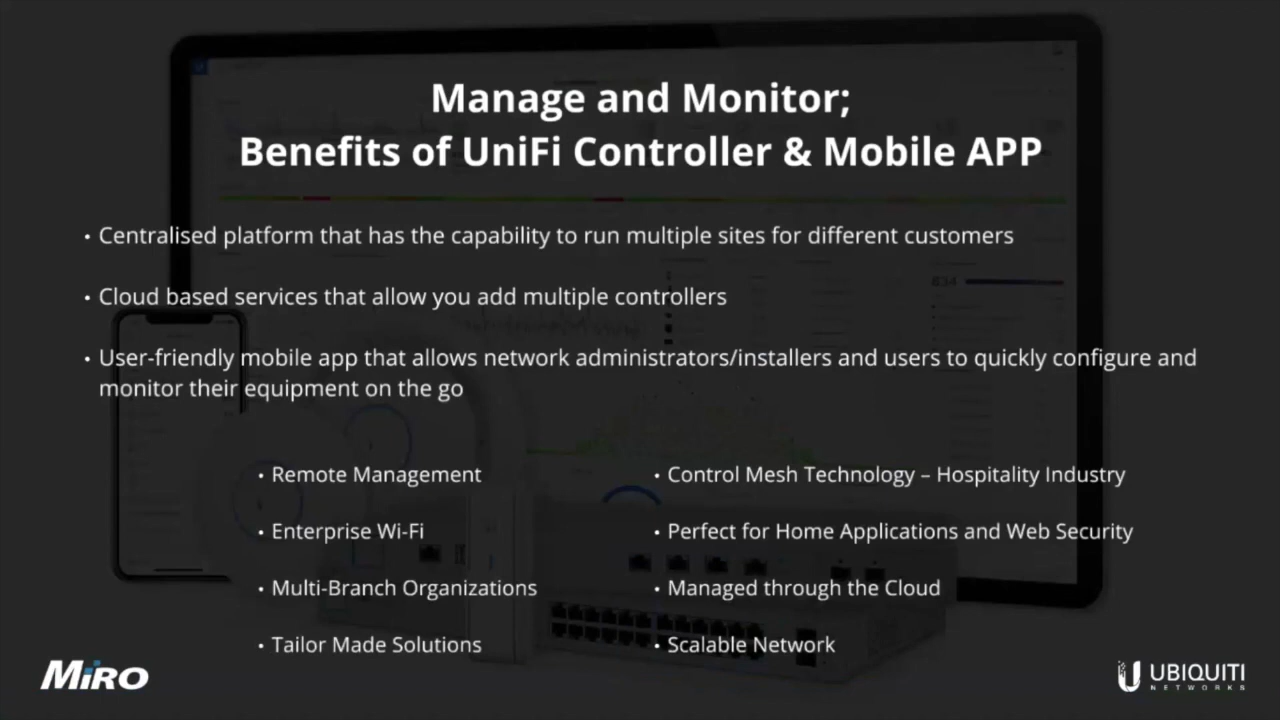 Manage and Monitor;
Benefits of UniFi Controller & Mobile APP
• Centralised platform that has the capability to run multiple sites for different customers
• Cloud based services that allow you add multiple controllers
834
• User-friendly mobile app that allows network administrators/installers and users to quickly configure and
monitor their equipment on the go
• Remote Management
• Control Mesh Technology – Hospitality Industry
• Enterprise Wi-Fi
• Perfect for Home Applications and Web Security
• Multi-Branch Organizations
• Managed through the Cloud
• Tailor Made Solutions
• Scalable Network
MiRO
UBIQUITI
NETWORKS